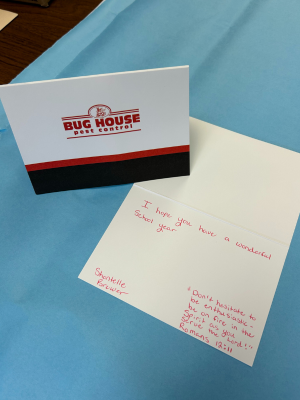 BUG HOUSE
pest control
I hope you have a wonderful
School year
Shantelle
Brewer
"Don't hesitate to
be enthusiastic -
be on fire in the
Spirit as you
Serve the Lord!"
Romans 12:11